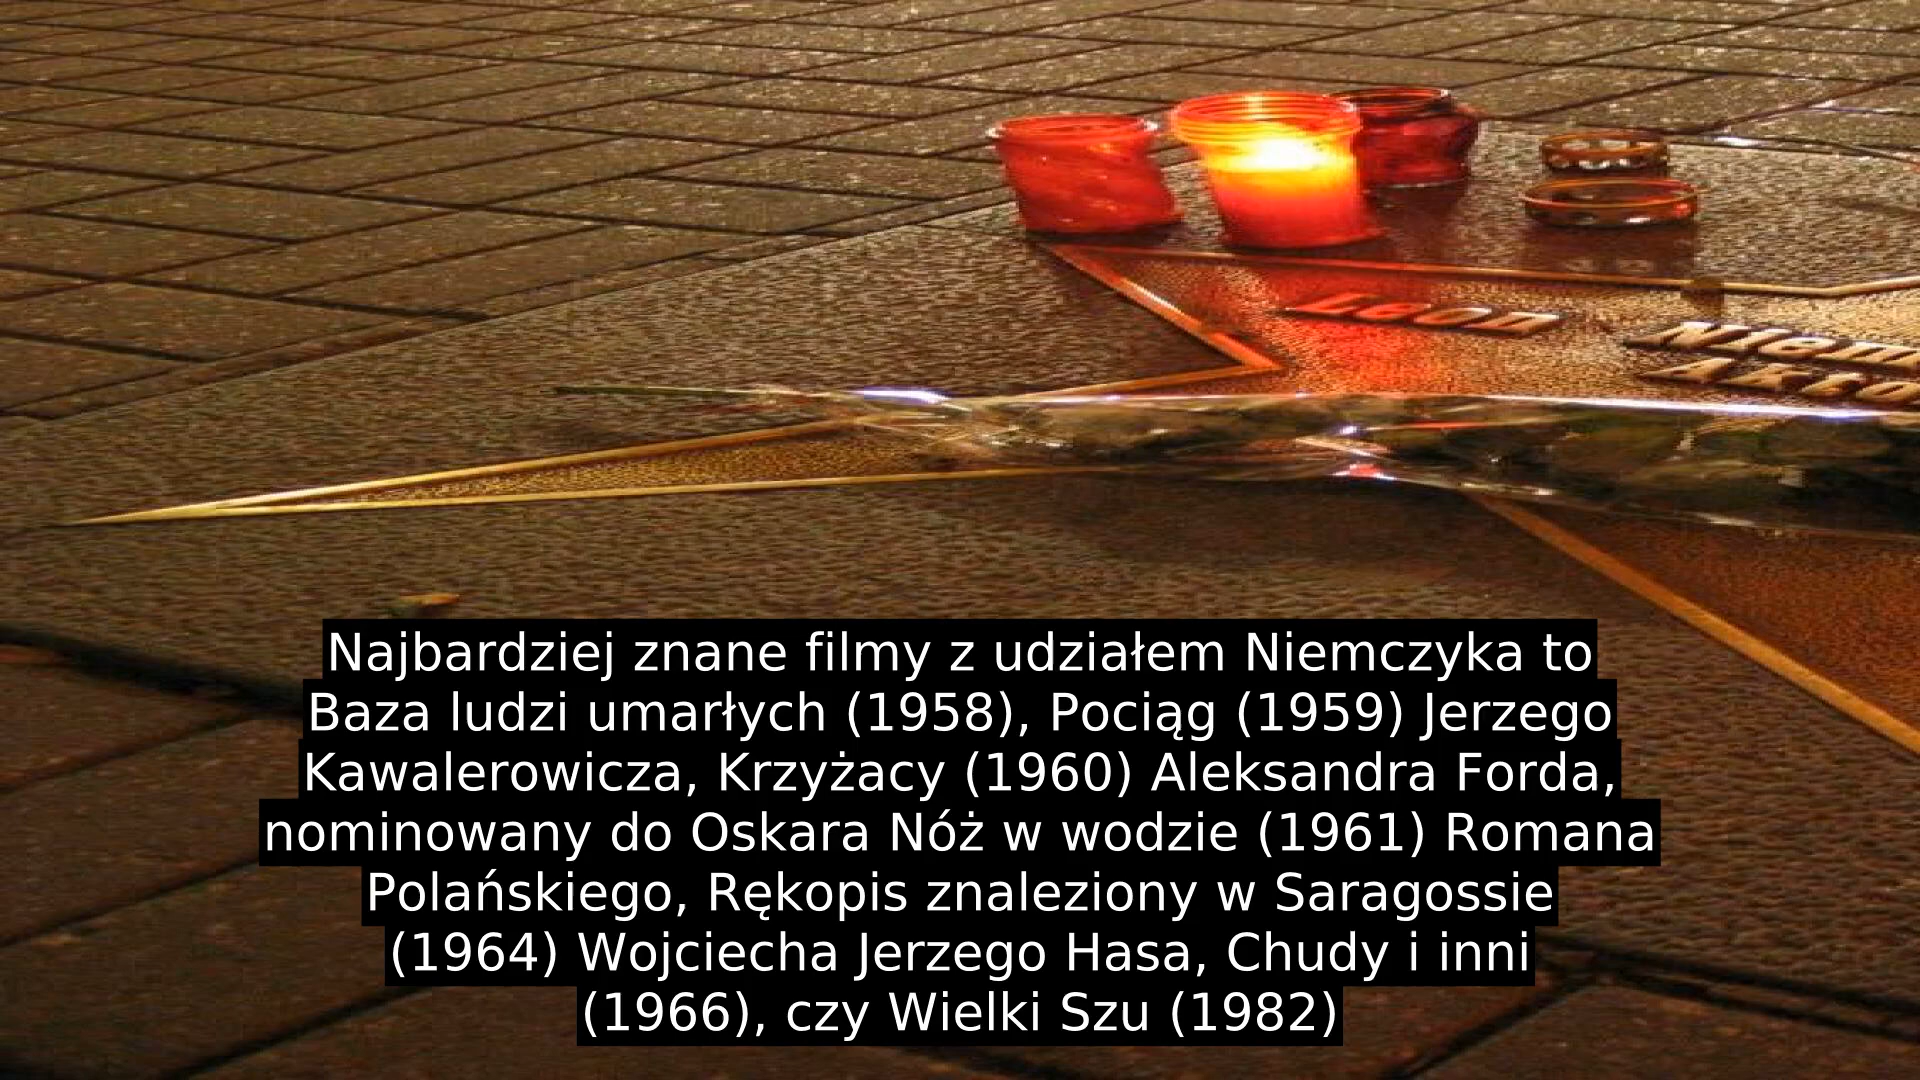 Leon
Najbardziej znane filmy z udziałem Niemczyka to
Baza ludzi umarłych (1958), Pociąg (1959) Jerzego
Kawalerowicza, Krzyżacy (1960) Aleksandra Forda,
nominowany do Oskara Nóż w wodzie (1961) Romana
Polańskiego, Rękopis znaleziony w Saragossie
(1964) Wojciecha Jerzego Hasa, Chudy i inni
(1966), czy Wielki Szu (1982)